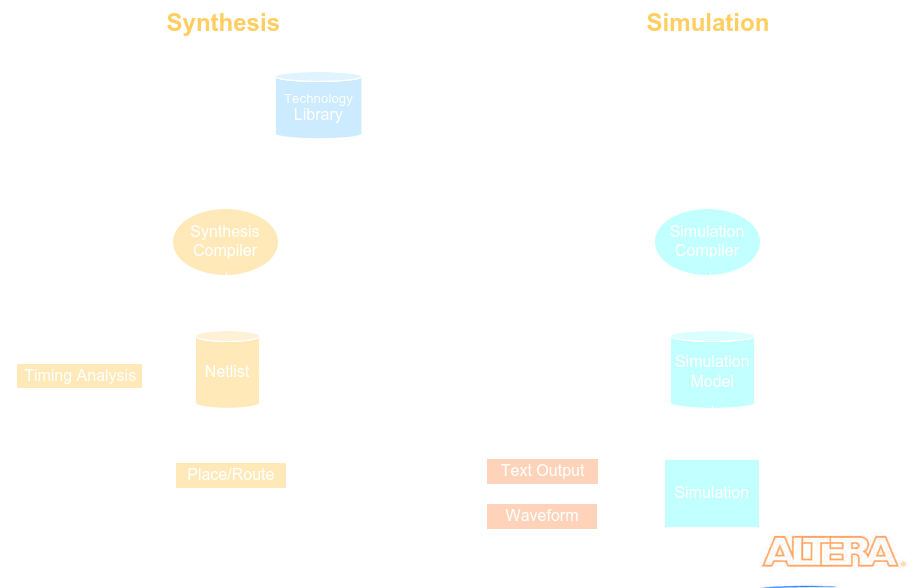 Synthesis
Simulation
Technology
Library
Synthesis
Compiler
Simulation
Compiler
Netlist
Timing Analysis
Simulation
Model
Place/Route
Text Output
Waveform
Simulation
ALTERA